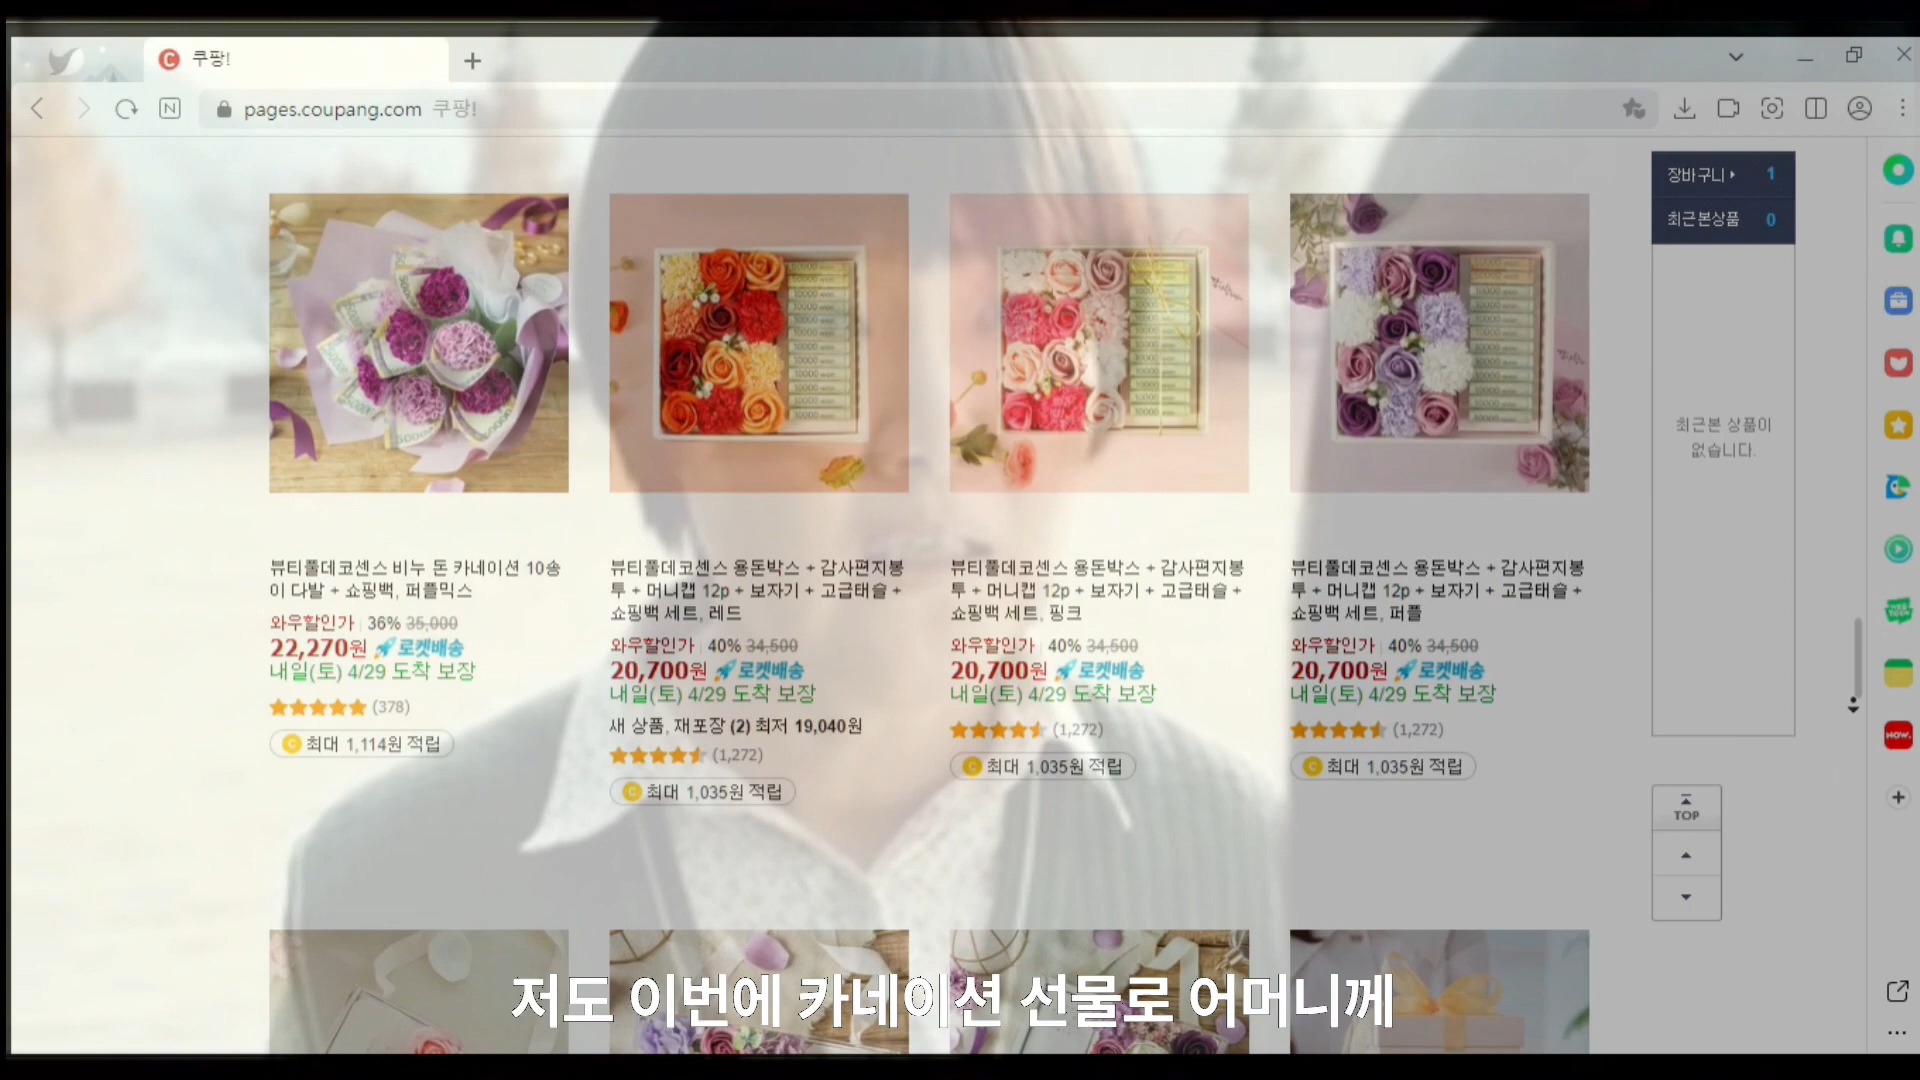 쿠팡!
pages.coupang.com 쿠팡!
장바구니 1
최근본상품 0
최근본 상품이
없습니다.
뷰티풀데코센스 비누 돈 카네이션 10송
이 다발 + 쇼핑백, 퍼플믹스
와우할인가 36% 35,000
22,270원 로켓배송
내일(토) 4/29 도착 보장
(378)
최대 1,114원 적립
뷰티풀데코센스 용돈박스 + 감사편지봉
투 + 머니캡 12p + 보자기 + 고급태슬 +
쇼핑백 세트, 레드
와우할인가 40% 34,500
20,700원 로켓배송
내일(토) 4/29 도착 보장
새 상품, 재포장 (2) 최저 19,040원
(1,272)
최대 1,035원 적립
뷰티풀데코센스 용돈박스 + 감사편지봉
투 + 머니캡 12p + 보자기 + 고급태슬 +
쇼핑백 세트, 핑크
와우할인가 40% 34,500
20,700원 로켓배송
내일(토) 4/29 도착 보장
(1,272)
최대 1,035원 적립
뷰티풀데코센스 용돈박스 + 감사편지봉
투 + 머니캡 12p + 보자기 + 고급태슬 +
쇼핑백 세트, 퍼플
와우할인가 40% 34,500
20,700원 로켓배송
내일(토) 4/29 도착 보장
(1,272)
최대 1,035원 적립
TOP
NOW.
저도 이번에 카네이션 선물로 어머니께